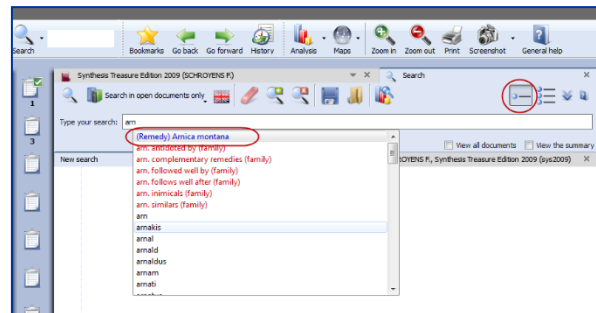 Search
Bookmarks Go back Go forward History Analysis Maps Zoom in Zoom out Print Screenshot General help
Synthesis Treasure Edition 2009 (SCHROYENS F.)
Search
Search in open documents only
1
Type your search: arn
3
(Remedy) Arnica montana
arn. antidoted by (family)
View all documents View the summary
arn. complementary remedies (family)
New search
OYENS F., Synthesis Treasure Edition 2009 (sys2009)
arn. followed well by (family)
arn. follows well after (family)
arn. inimicals (family)
arn. similars (family)
arn
arnakis
arnal
arnald
arnaldus
arnam
arnati